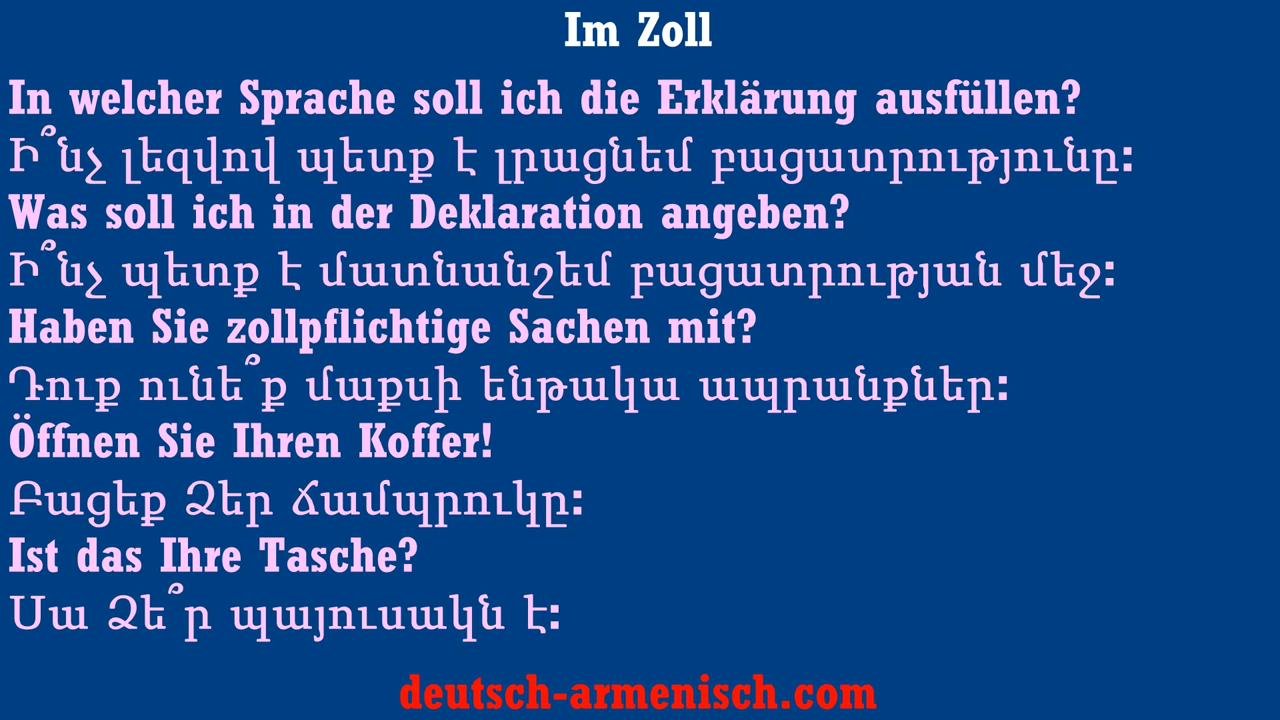 Im Zoll
In welcher Sprache soll ich die Erklärung ausfüllen?
Ի՞նչ լեզվով պետք է լրացնեմ բացատրությունը:
Was soll ich in der Deklaration angeben?
Ի՞նչ պետք է մատնանշեմ բացատրության մեջ:
Haben Sie zollpflichtige Sachen mit?
Դուք ունե՞ք մաքսի ենթակա ապրանքներ:
Öffnen Sie Ihren Koffer!
Բացեք Ձեր ճամպրուկը:
Ist das Ihre Tasche?
Սա Ձե՞ր պայուսակն է:
deutsch-armenisch.com